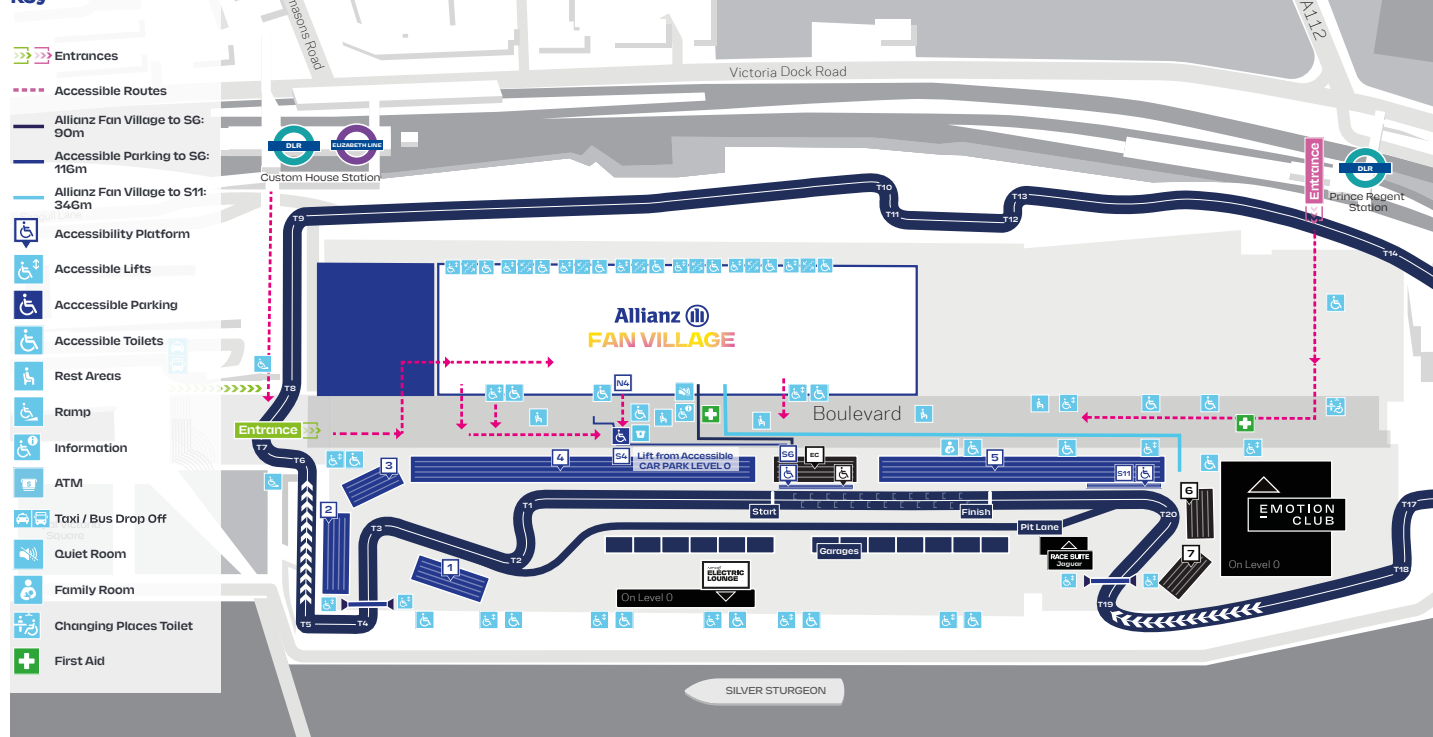 Key
Entrances
Accessible Routes
Allianz Fan Village to S6:
90m
Accessible Parking to S6:
116m
Allianz Fan Village to S11:
346m
Accessibility Platform
Accessible Lifts
Acccessible Parking
Accessible Toilets
Rest Areas
Ramp
Information
ATM
Taxi / Bus Drop Off
Quiet Room
Family Room
Changing Places Toilet
First Aid
masons Road
Victoria Dock Road
A112
DLR
ELIZABETH LINE
Custom House Station
Entrance
DLR
Prince Regent
Station
T9
T10
T11
T12
T13
T14
Allianz
FAN VILLAGE
T8
N4
Boulevard
Entrance
T7
T6
3
4
S4
Lift from Accessible
CAR PARK LEVEL 0
S6
EC
5
S11
2
T1
T3
Start
Finish
T20
6
EMOTION
CLUB
T17
Pit Lane
T2
1
Garages
RACE SUITE
Jaguar
7
On Level 0
T18
ELECTRIC
LOUNGE
On Level 0
T19
T5
T4
SILVER STURGEON
Square